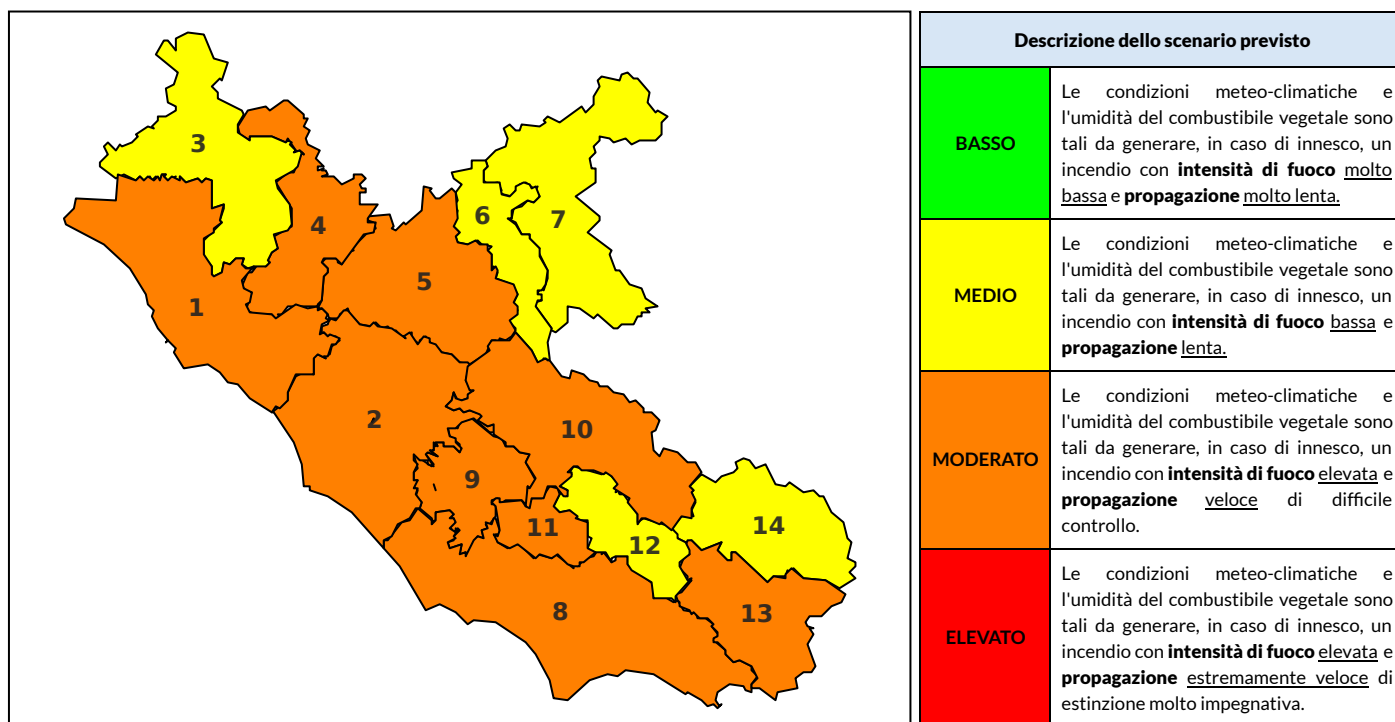 3
4
6
7
5
1
2
10
9
11
12
14
8
13
Descrizione dello scenario previsto
BASSO
Le condizioni meteo-climatiche e
l'umidità del combustibile vegetale sono
tali da generare, in caso di innesco, un
incendio con intensità di fuoco molto
bassa e propagazione molto lenta.
MEDIO
Le condizioni meteo-climatiche e
l'umidità del combustibile vegetale sono
tali da generare, in caso di innesco, un
incendio con intensità di fuoco bassa e
propagazione lenta.
MODERATO
Le condizioni meteo-climatiche e
l'umidità del combustibile vegetale sono
tali da generare, in caso di innesco, un
incendio con intensità di fuoco elevata e
propagazione veloce di difficile
controllo.
ELEVATO
Le condizioni meteo-climatiche e
l'umidità del combustibile vegetale sono
tali da generare, in caso di innesco, un
incendio con intensità di fuoco elevata e
propagazione estremamente veloce di
estinzione molto impegnativa.